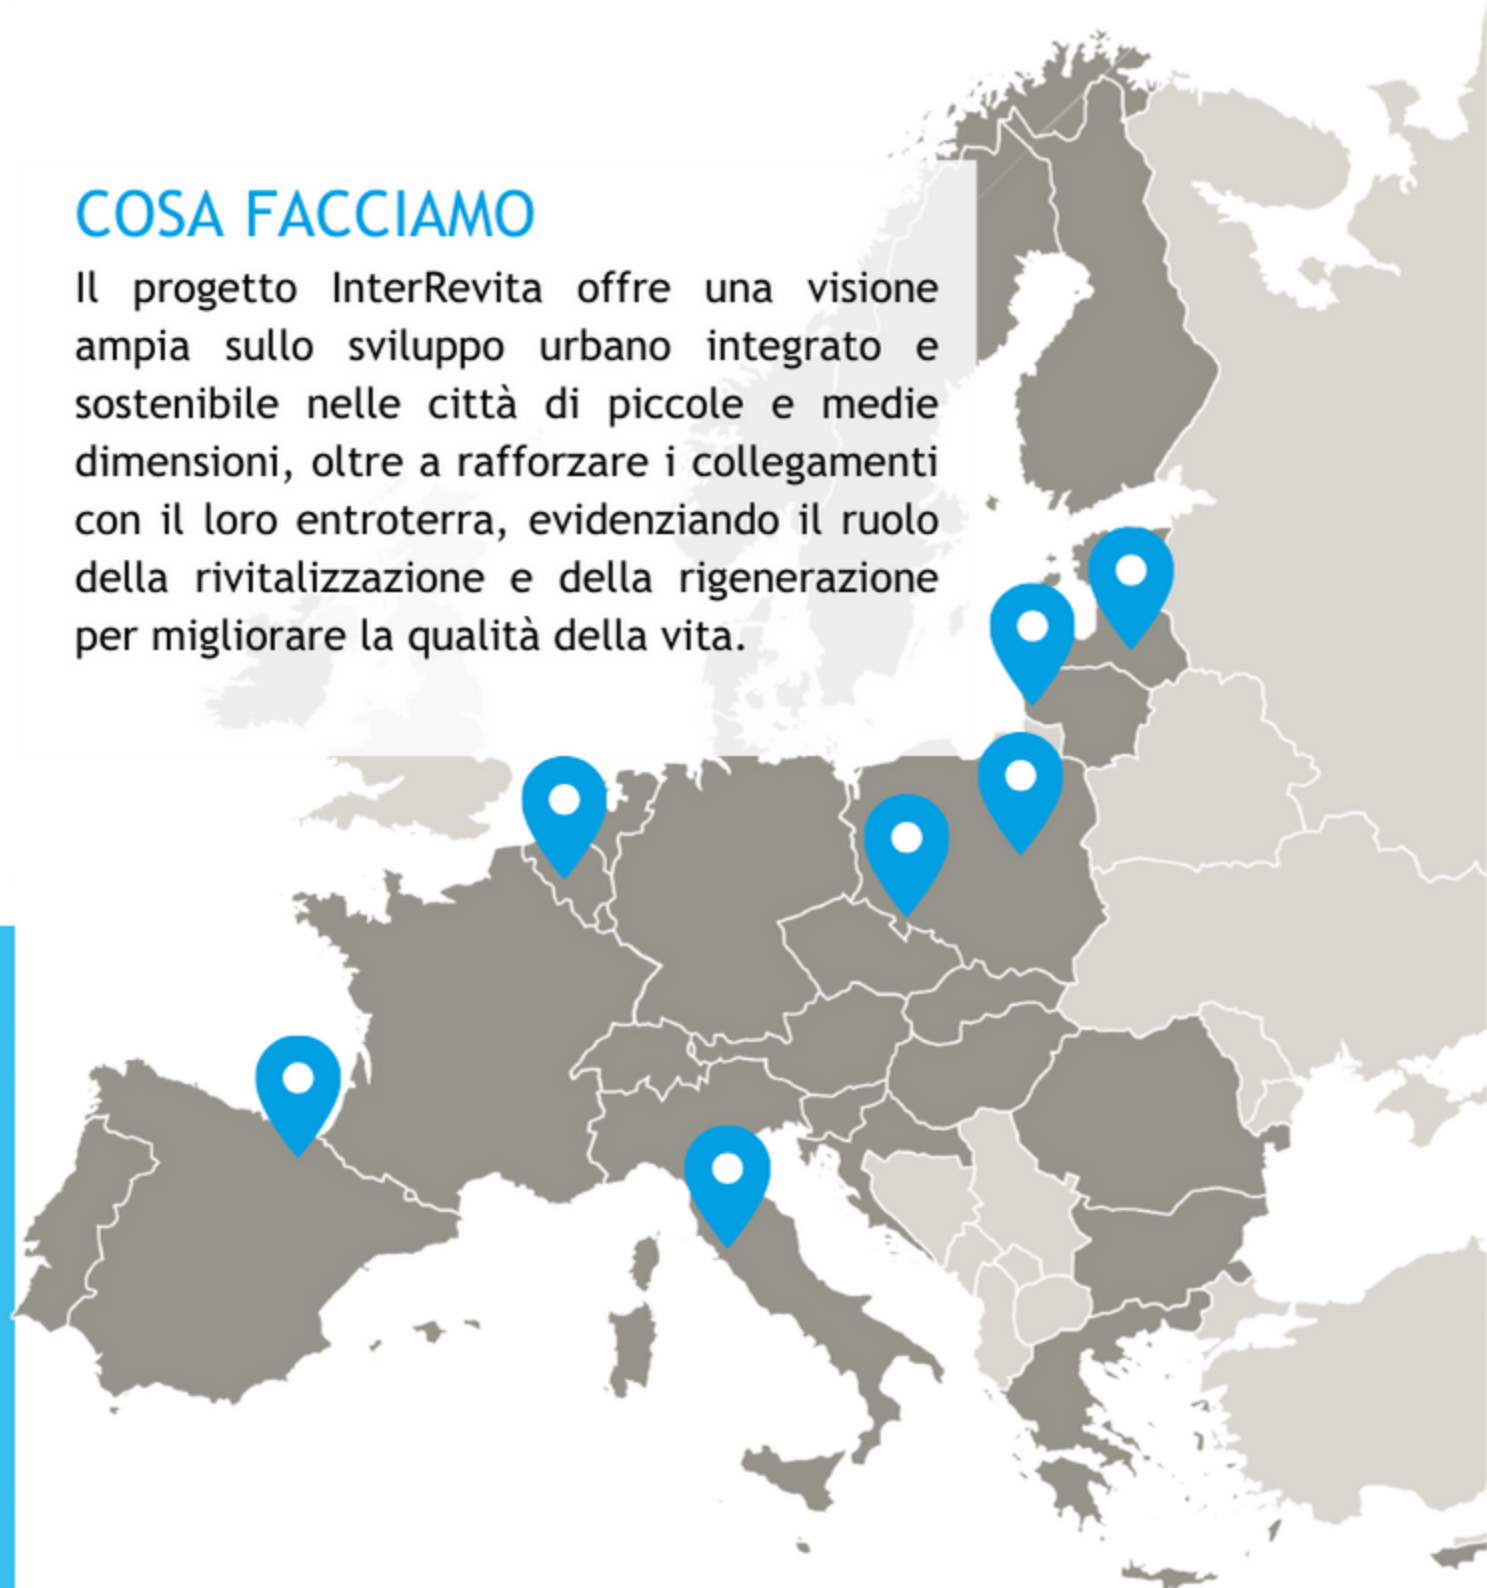 COSA FACCIAMO
Il progetto InterRevita offre una visione
ampia sullo sviluppo urbano integrato e
sostenibile nelle città di piccole e medie
dimensioni, oltre a rafforzare i collegamenti
con il loro entroterra, evidenziando il ruolo
della rivitalizzazione e della rigenerazione
per migliorare la qualità della vita.